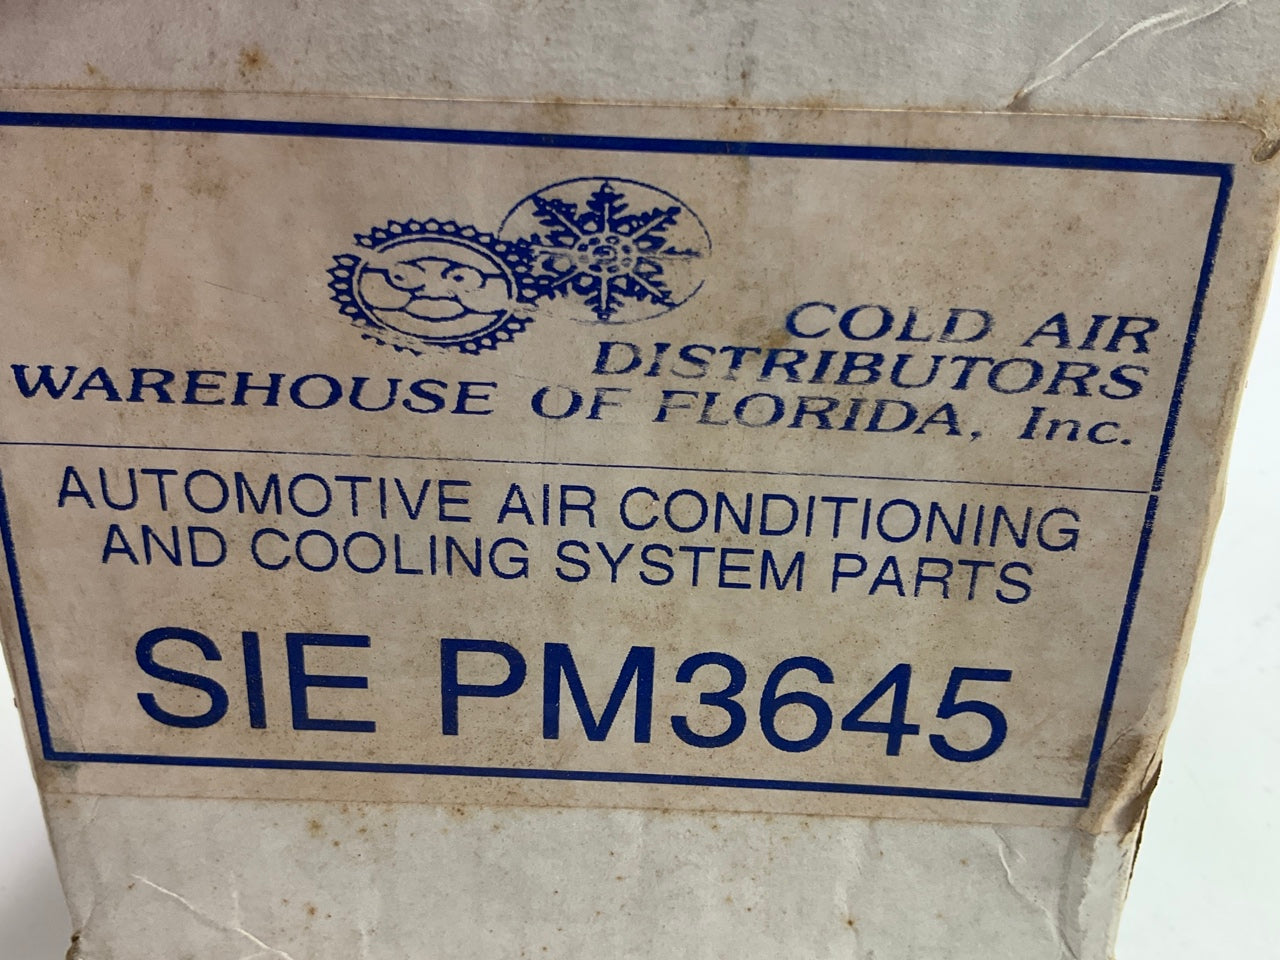 COLD AIR
DISTRIBUTORS
WAREHOUSE OF FLORIDA, Inc.
AUTOMOTIVE AIR CONDITIONING
AND COOLING SYSTEM PARTS
SIE PM3645